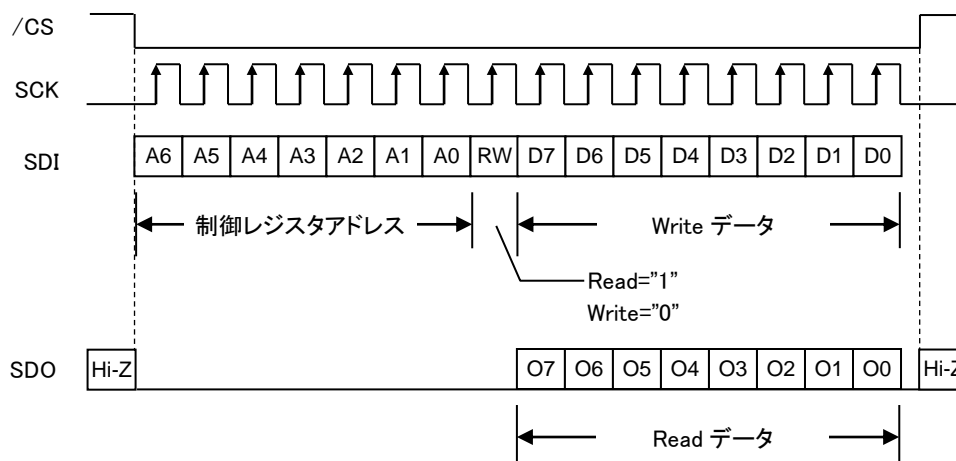 /CS
SCK
SDI A6 A5 A4 A3 A2 A1 A0 RW D7 D6 D5 D4 D3 D2 D1 D0
制御レジスタアドレス Write データ
Read="1"
Write="0"
SDO Hi-Z O7 O6 O5 O4 O3 O2 O1 O0 Hi-Z
Read データ